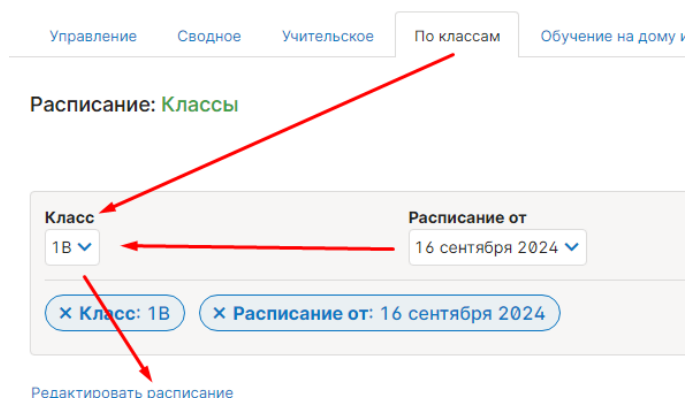 Управление Сводное Учительское По классам Обучение на дому и
Расписание: Классы
Класс Расписание от
1В 16 сентября 2024
× Класс: 1В × Расписание от: 16 сентября 2024
Редактировать расписание